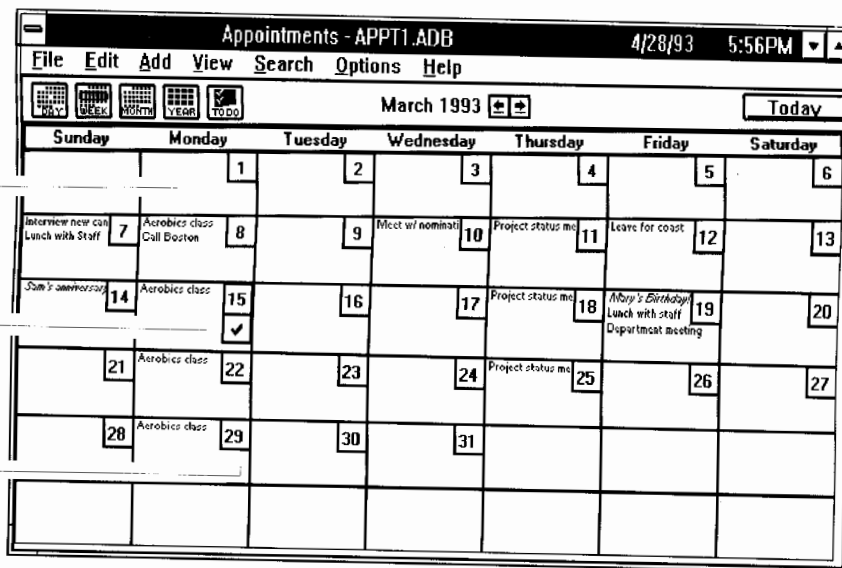 Appointments - APPT1.ADB 4/28/93 5:56PM
File Edit Add View Search Options Help
DAY WEEK MONTH YEAR TO DO March 1993 Today
Sunday Monday Tuesday Wednesday Thursday Friday Saturday
1 2 3 4 5 6
Interview new can
Lunch with Staff 7
Aerobics class
Call Boston 8
9
Meet w/ nominati 10
Project status me 11
Leave for coast 12
13
Sam's anniversary 14
Aerobics class 15
16
17
Project status me 18
Mary's Birthday!
Lunch with staff
Department meeting 19
20
21
Aerobics class 22
23
24
Project status me 25
26
27
28
Aerobics class 29
30
31